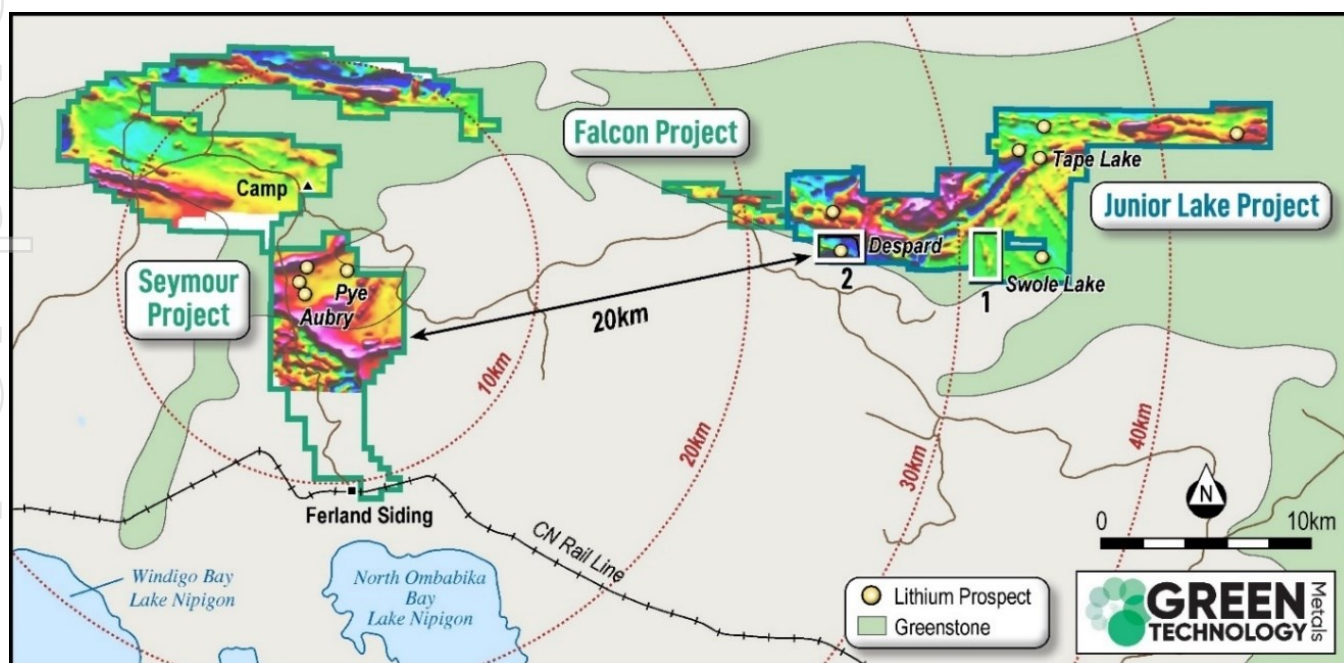 Falcon Project
Camp
Tape Lake
Junior Lake Project
Despard
2
Swole Lake
1
Seymour
Project
Pye
Aubry
20km
10km
20km
30km
40km
N
0
10km
Ferland Siding
CN Rail Line
Windigo Bay
Lake Nipigon
North Ombabika
Bay
Lake Nipigon
Lithium Prospect
Greenstone
GREEN
TECHNOLOGY
Metals